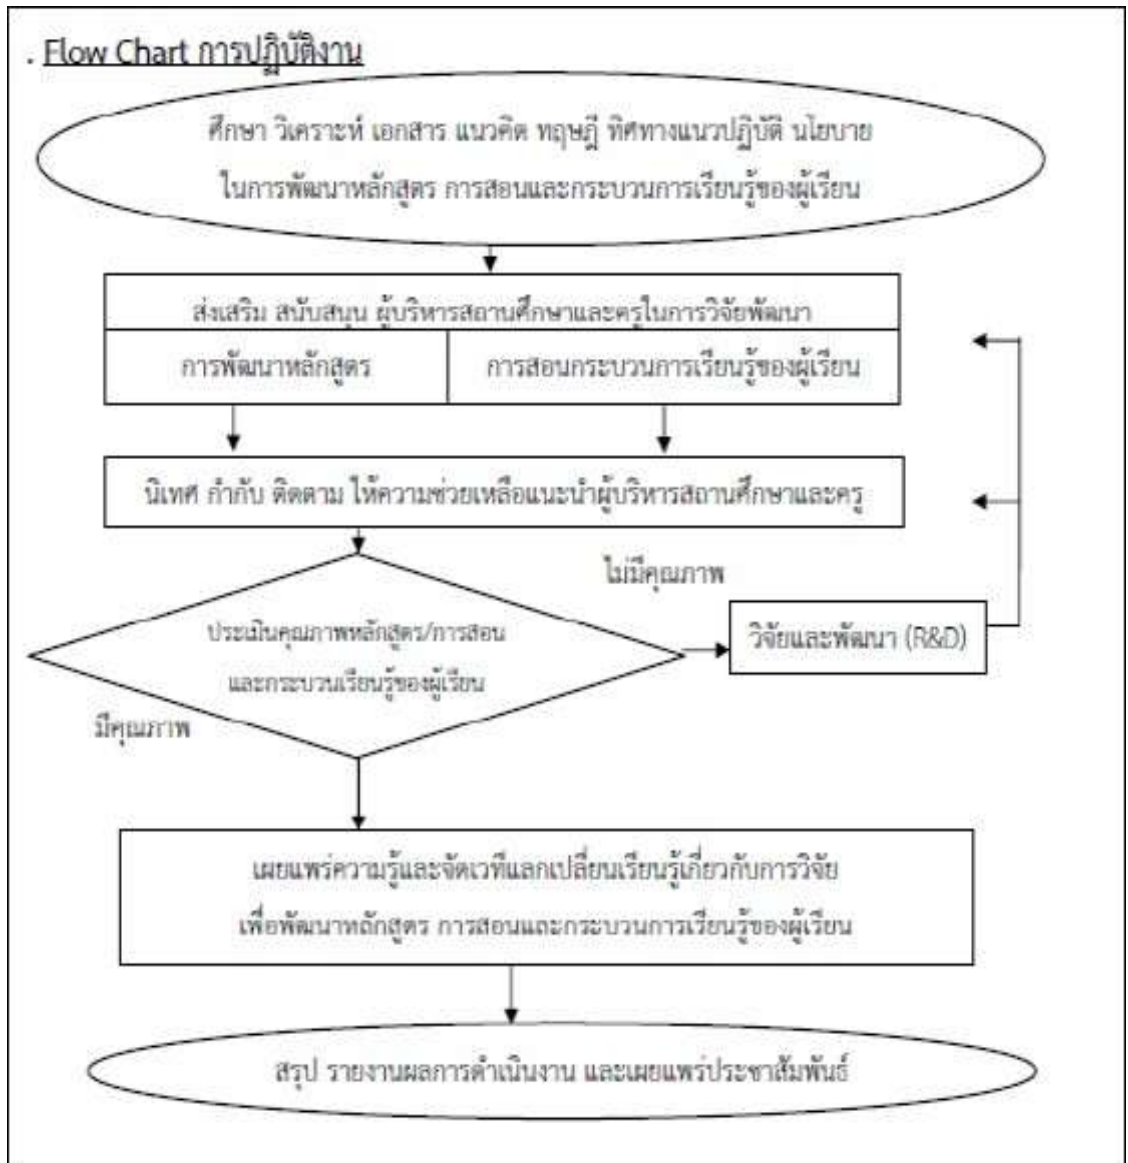 . Flow Chart การปฏิบัติงาน
ศึกษา วิเคราะห์ เอกสาร แนวคิด ทฤษฎี ทิศทางแนวปฏิบัติ นโยบาย
ในการพัฒนาหลักสูตร การสอนและกระบวนการเรียนรู้ของผู้เรียน
ส่งเสริม สนับสนุน ผู้บริหารสถานศึกษาและครูในการวิจัยพัฒนา
การพัฒนาหลักสูตร
การสอนกระบวนการเรียนรู้ของผู้เรียน
นิเทศ กำกับ ติดตาม ให้ความช่วยเหลือแนะนำผู้บริหารสถานศึกษาและครู
ไม่มีคุณภาพ
ประเมินคุณภาพหลักสูตร/การสอน
และกระบวนเรียนรู้ของผู้เรียน
วิจัยและพัฒนา (R&D)
มีคุณภาพ
เผยแพร่ความรู้และจัดเวทีแลกเปลี่ยนเรียนรู้เกี่ยวกับการวิจัย
เพื่อพัฒนาหลักสูตร การสอนและกระบวนการเรียนรู้ของผู้เรียน
สรุป รายงานผลการดำเนินงาน และเผยแพร่ประชาสัมพันธ์